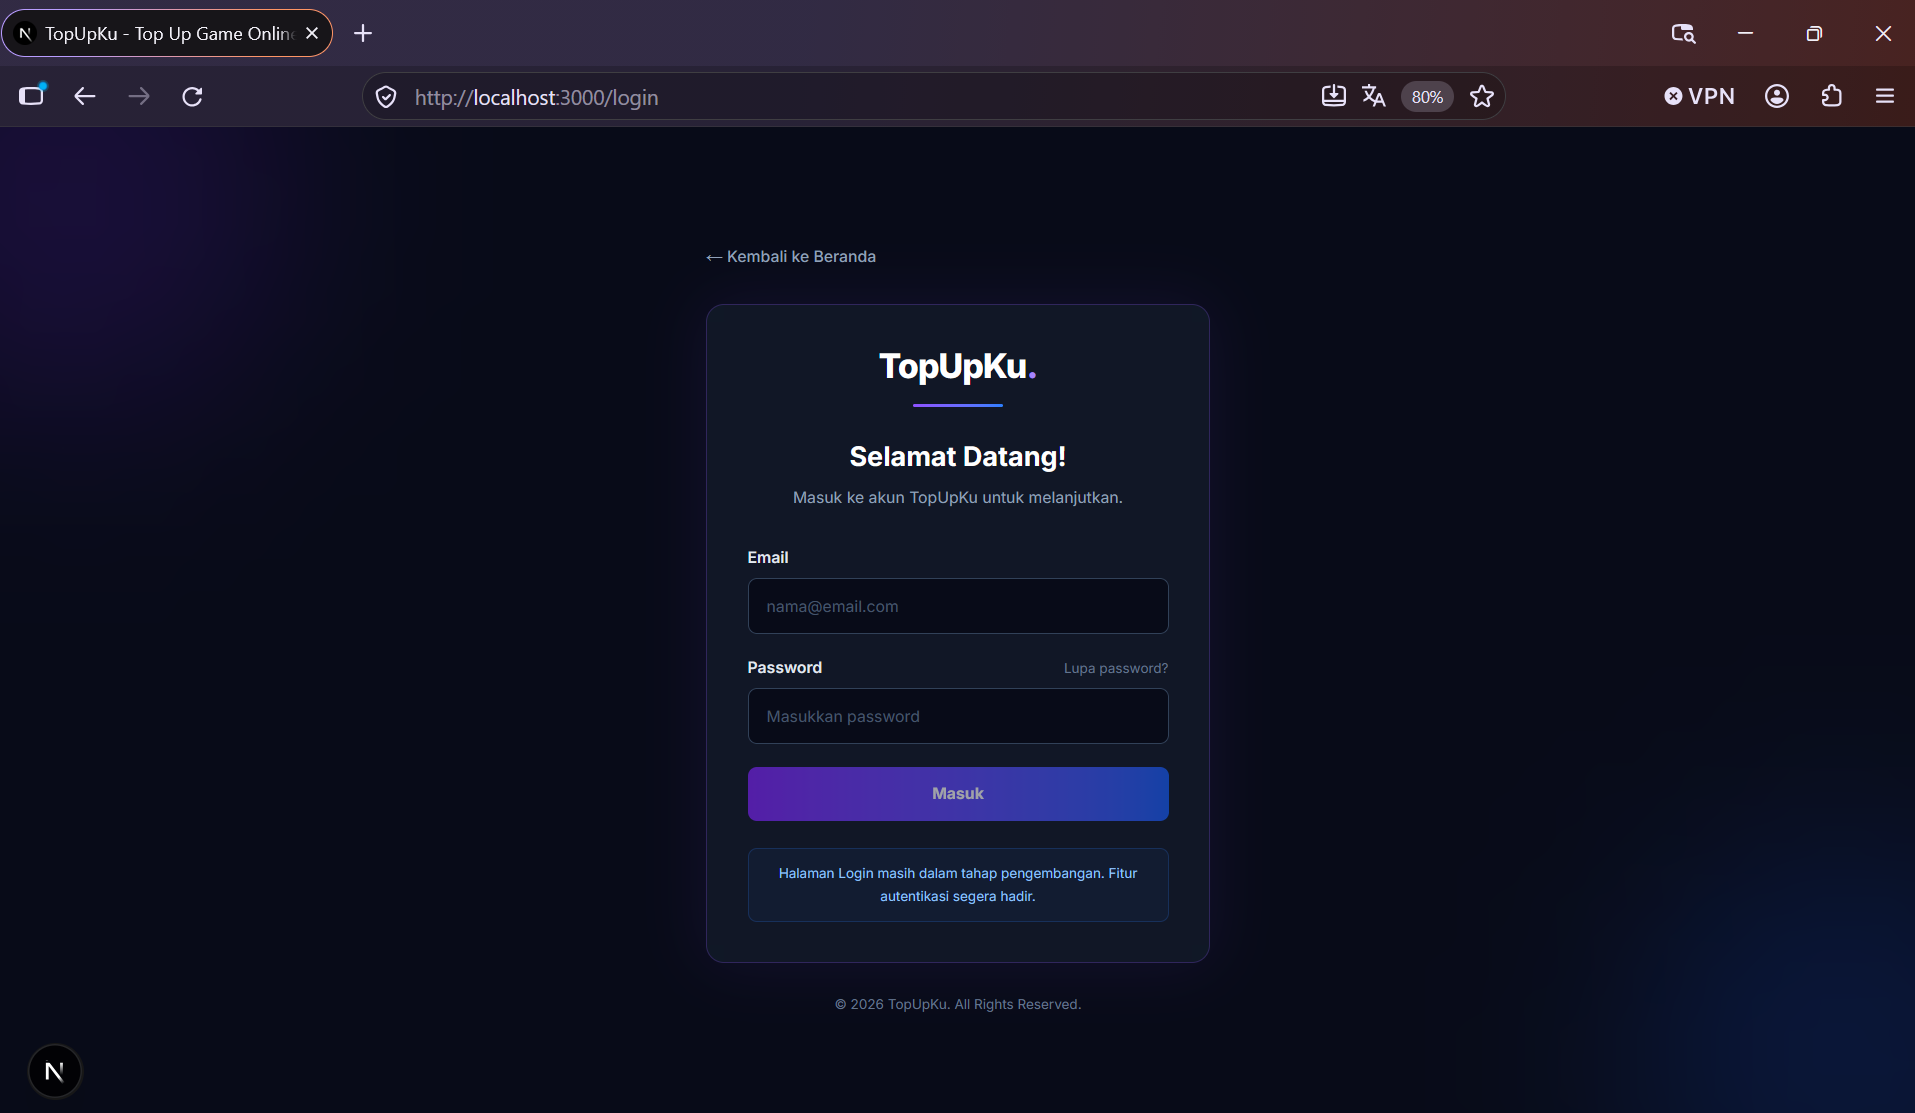 TopUpKu - Top Up Game Online
http://localhost:3000/login
80%
VPN
← Kembali ke Beranda
TopUpKu.
Selamat Datang!
Masuk ke akun TopUpKu untuk melanjutkan.
Email
nama@email.com
Password
Lupa password?
Masukkan password
Masuk
Halaman Login masih dalam tahap pengembangan. Fitur
autentikasi segera hadir.
© 2026 TopUpKu. All Rights Reserved.
N